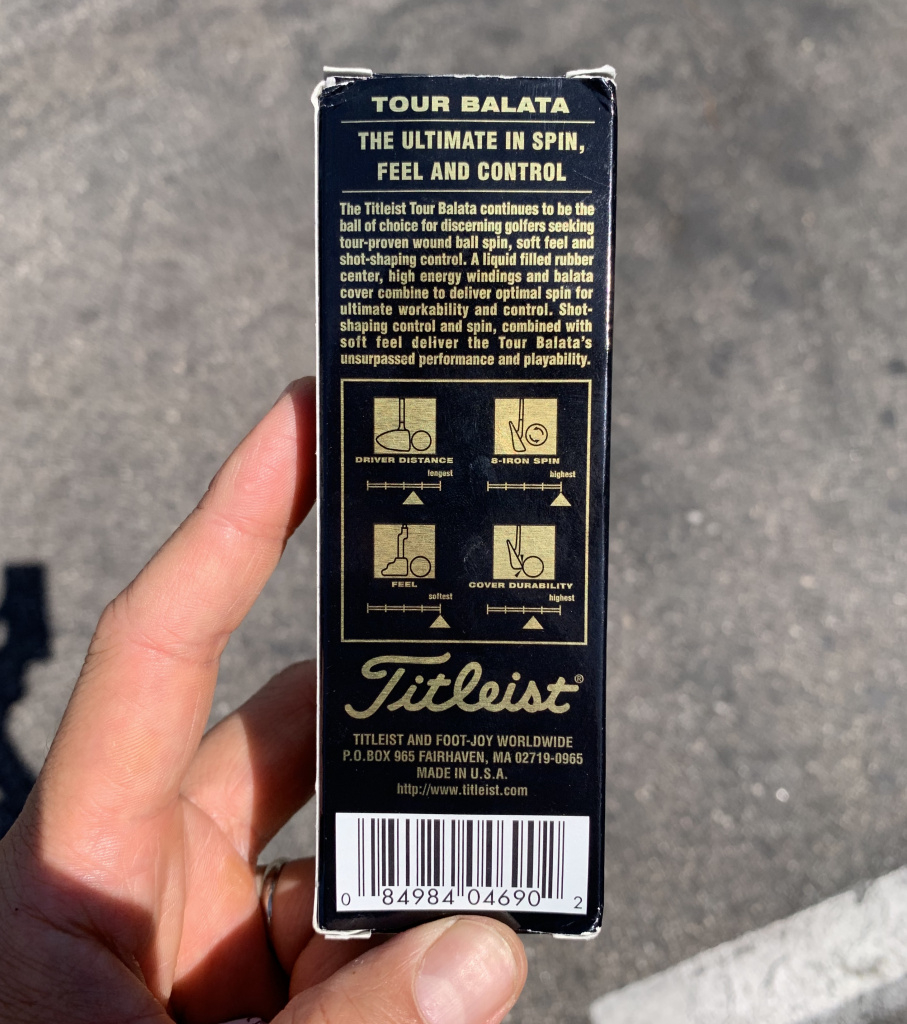 TOUR BALATA
THE ULTIMATE IN SPIN,
FEEL AND CONTROL
The Titleist Tour Balata continues to be the
ball of choice for discerning golfers seeking
tour-proven wound ball spin, soft feel and
shot-shaping control. A liquid filled rubber
center, high energy windings and balata
cover combine to deliver optimal spin for
ultimate workability and control. Shot-
shaping control and spin, combined with
soft feel deliver the Tour Balata's
unsurpassed performance and playability.
DRIVER DISTANCE
longest
8-IRON SPIN
highest
FEEL
softest
COVER DURABILITY
highest
Titleist®
TITLEIST AND FOOT-JOY WORLDWIDE
P.O.BOX 965 FAIRHAVEN, MA 02719-0965
MADE IN U.S.A.
http://www.titleist.com
0 84984 04690 2